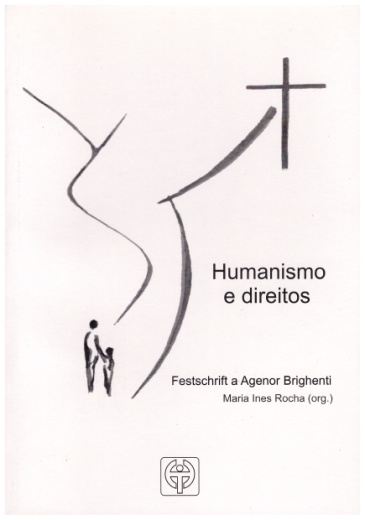 Humanismo
e direitos
Festschrift a Agenor Brighenti
Maria Ines Rocha (org.)